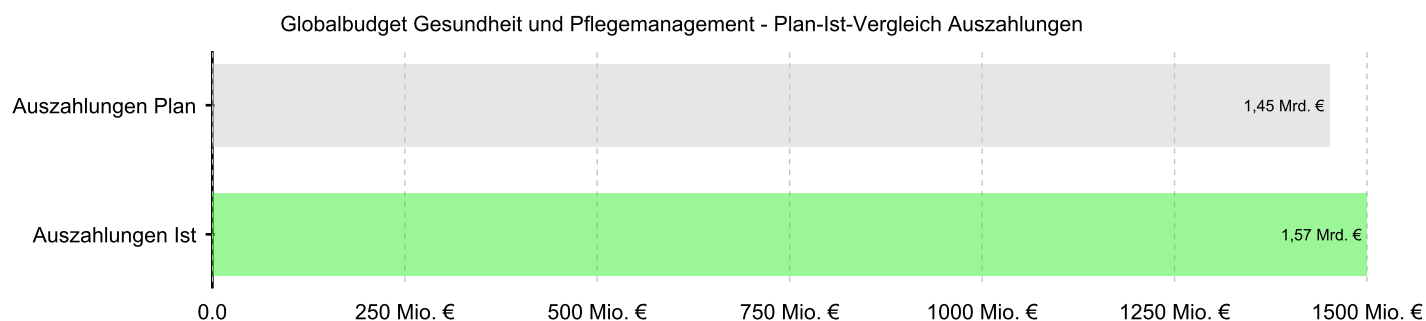 Globalbudget Gesundheit und Pflegemanagement - Plan-Ist-Vergleich Auszahlungen
Auszahlungen Plan
1,45 Mrd. €
Auszahlungen Ist
1,57 Mrd. €
0.0 250 Mio. € 500 Mio. € 750 Mio. € 1000 Mio. € 1250 Mio. € 1500 Mio. €